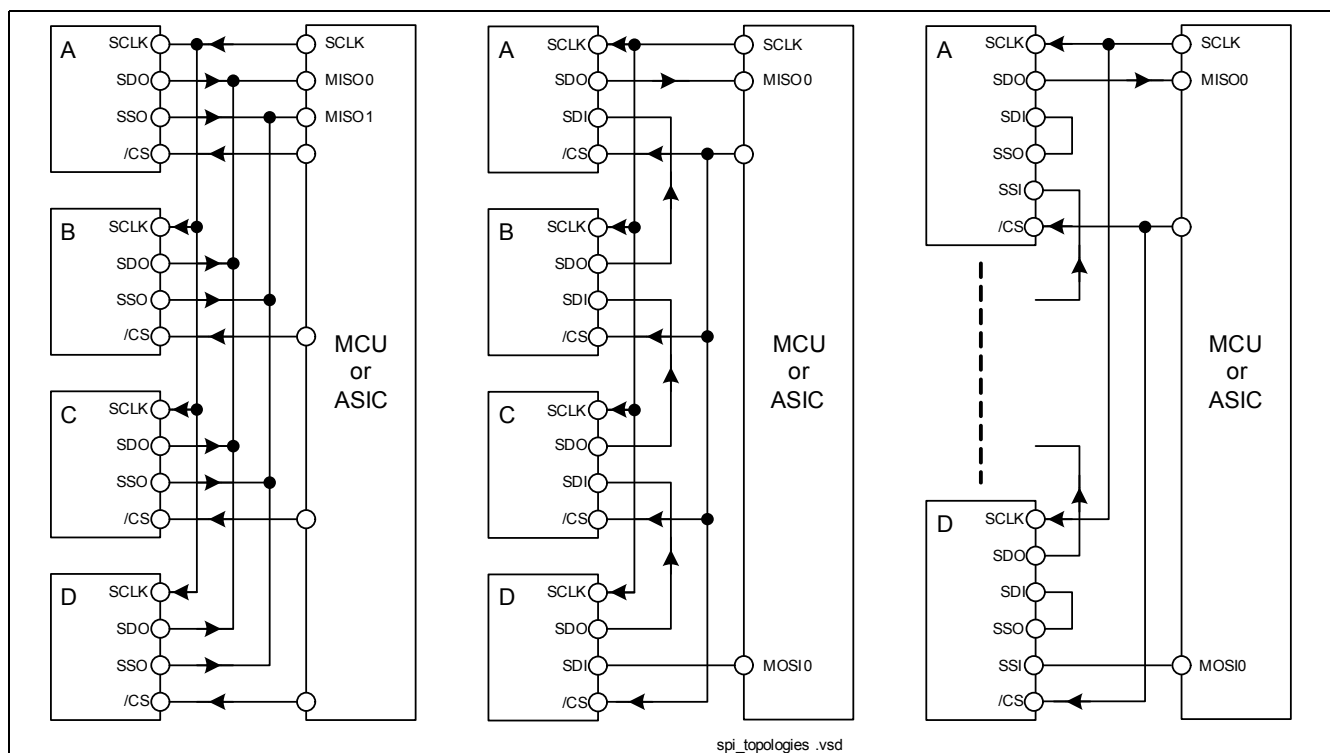 A
SCLK
SDO
SSO
/CS
B
SCLK
SDO
SSO
/CS
C
SCLK
SDO
SSO
/CS
D
SCLK
SDO
SSO
/CS
SCLK
MISO0
MISO1
MCU
or
ASIC
A
SCLK
SDO
SDI
/CS
B
SCLK
SDO
SDI
/CS
C
SCLK
SDO
SDI
/CS
D
SCLK
SDO
SDI
/CS
SCLK
MISO0
MCU
or
ASIC
MOSI0
A
SCLK
SDO
SDI
SSO
SSI
/CS
D
SCLK
SDO
SDI
SSO
SSI
/CS
SCLK
MISO0
MCU
or
ASIC
MOSI0
spi_topologies .vsd